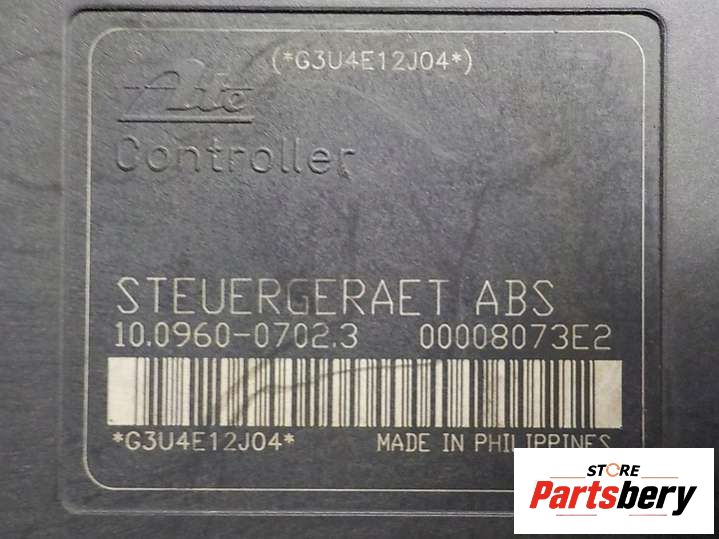 (*G3U4E12J04*)
Ate
Controller
STEUERGERAET ABS
10.0960-0702.3 00008073E2
*G3U4E12J04* MADE IN PHILIPPINES
STORE
Partsbery